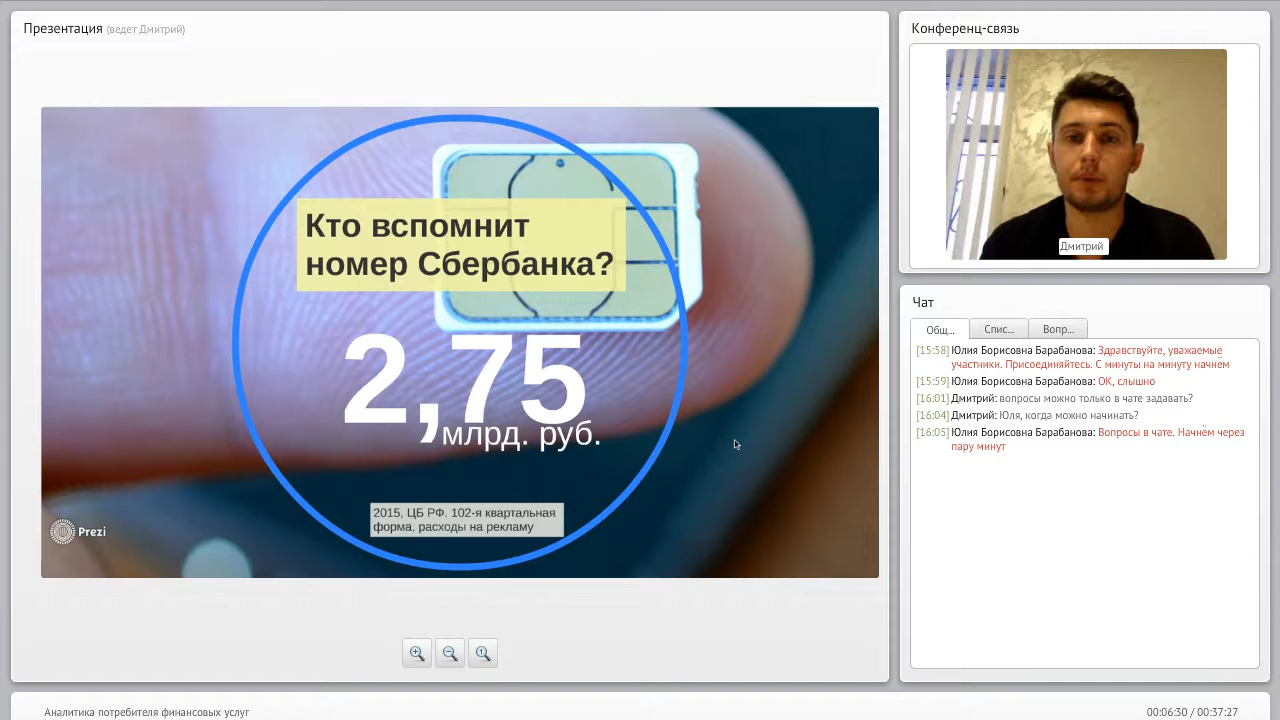 Презентация (ведет Дмитрий)
Кто вспомнит
номер Сбербанка?
2,75
млрд. руб.
2015, ЦБ РФ. 102-я квартальная
форма, расходы на рекламу
Prezi
Конференц-связь
Дмитрий
Чат
Общ...
Спис...
Вопр...
[15:58] Юлия Борисовна Барабанова: Здравствуйте, уважаемые
участники. Присоединяйтесь. С минуты на минуту начнём
[15:59] Юлия Борисовна Барабанова: ОК, слышно
[16:01] Дмитрий: вопросы можно только в чате задавать?
[16:04] Дмитрий: Юля, когда можно начинать?
[16:05] Юлия Борисовна Барабанова: Вопросы в чате. Начнём через
пару минут
Аналитика потребителя финансовых услуг
00:06:30 / 00:37:27